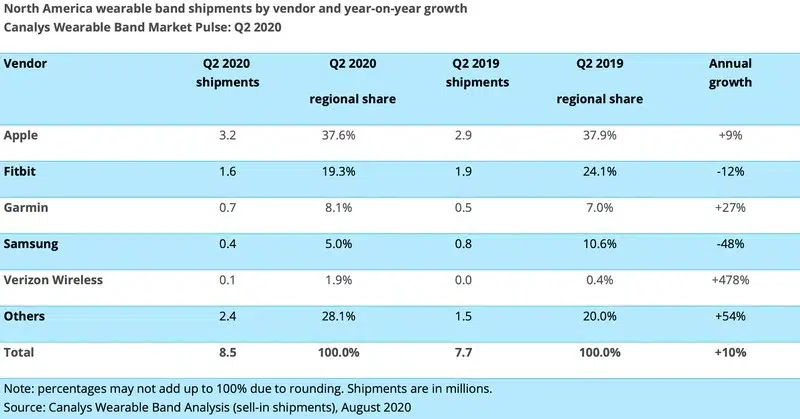 North America wearable band shipments by vendor and year-on-year growth
Canalys Wearable Band Market Pulse: Q2 2020
Vendor Q2 2020 shipments Q2 2020 regional share Q2 2019 shipments Q2 2019 regional share Annual growth
Apple 3.2 37.6% 2.9 37.9% +9%
Fitbit 1.6 19.3% 1.9 24.1% -12%
Garmin 0.7 8.1% 0.5 7.0% +27%
Samsung 0.4 5.0% 0.8 10.6% -48%
Verizon Wireless 0.1 1.9% 0.0 0.4% +478%
Others 2.4 28.1% 1.5 20.0% +54%
Total 8.5 100.0% 7.7 100.0% +10%
Note: percentages may not add up to 100% due to rounding. Shipments are in millions.
Source: Canalys Wearable Band Analysis (sell-in shipments), August 2020